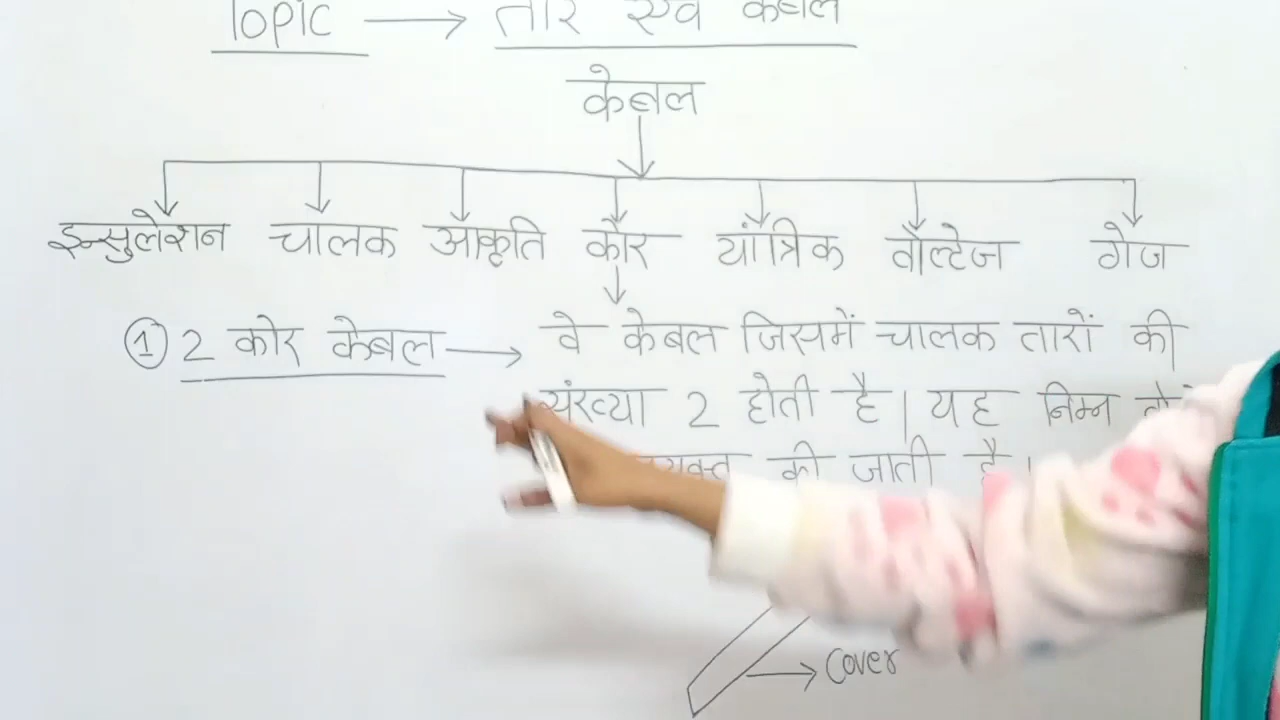 Topic → तार एवं केबल
केबल
इन्सुलेशन चालक आकृति कौर याँत्रिक वौल्टेज गेज
① 2 कोर केबल → वे केबल जिसमें चालक तारों की
संख्या 2 होती है। यह निम्न
की जाती है।
Cover